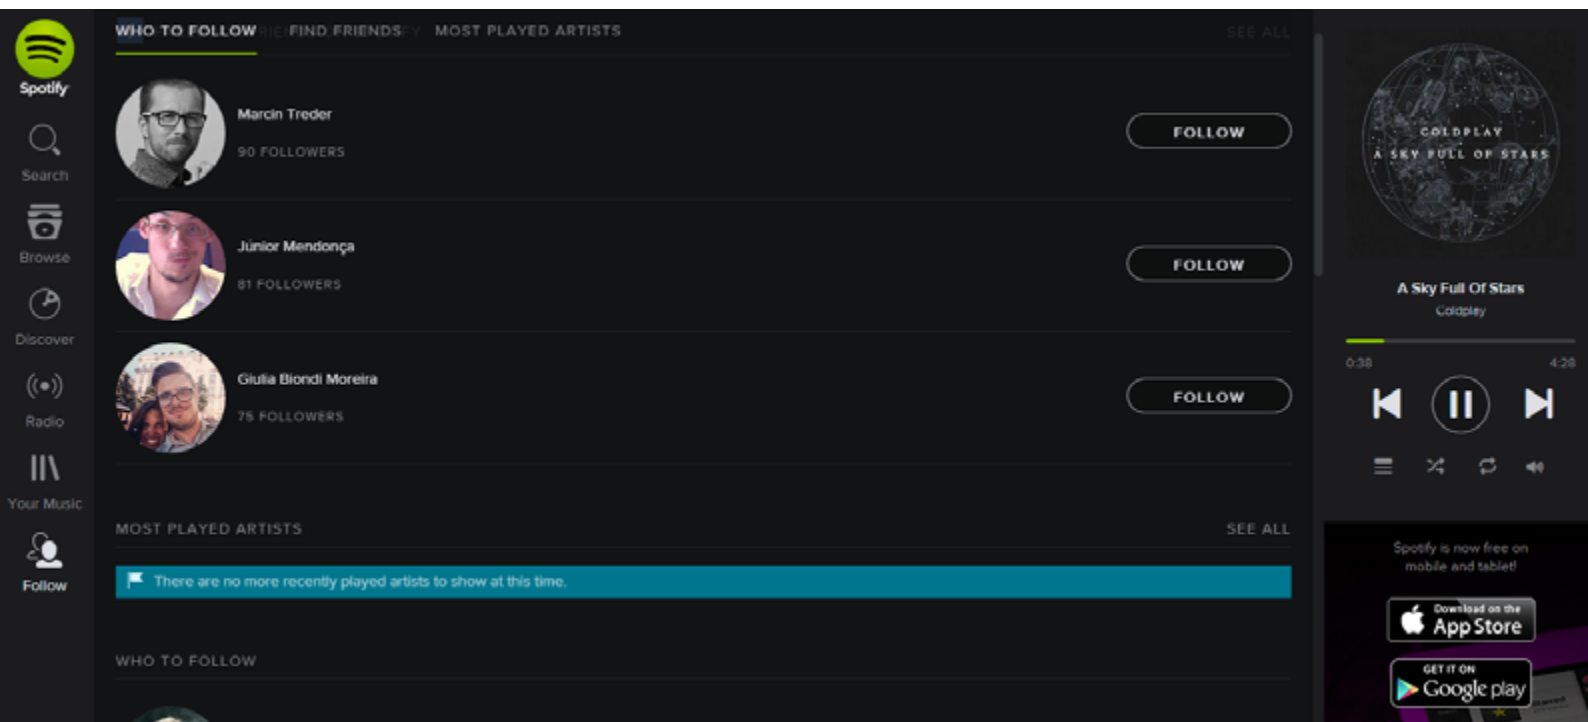 WHO TO FOLLOW FIND FRIENDS MOST PLAYED ARTISTS SEE ALL
Spotify
Search
Browse
Discover
Radio
Your Music
Follow
Marcin Treder
90 FOLLOWERS
FOLLOW
Júnior Mendonça
81 FOLLOWERS
FOLLOW
Giulia Biondi Moreira
75 FOLLOWERS
FOLLOW
MOST PLAYED ARTISTS SEE ALL
There are no more recently played artists to show at this time.
WHO TO FOLLOW
COLDPLAY
A SKY FULL OF STARS
A Sky Full Of Stars
Coldplay
0:38 4:28
Spotify is now free on
mobile and tablet!
Download on the
App Store
GET IT ON
Google play